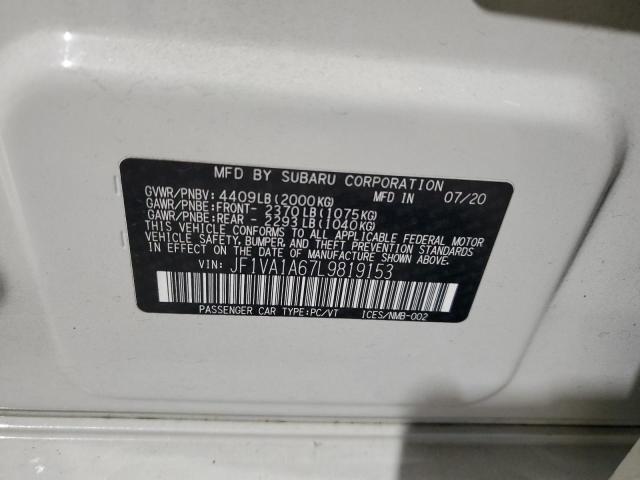 MFD BY SUBARU CORPORATION
GVWR/PNBV: 4409LB(2000KG) MFD IN 07/20
GAWR/PNBE:FRONT- 2370LB(1075KG)
GAWR/PNBE:REAR - 2293LB(1040KG)
THIS VEHICLE CONFORMS TO ALL APPLICABLE FEDERAL MOTOR
VEHICLE SAFETY, BUMPER, AND THEFT PREVENTION STANDARDS
IN EFFECT ON THE DATE OF MANUFACTURE SHOWN ABOVE.
VIN: JF1VA1A67L9819153
PASSENGER CAR TYPE:PC/VT ICES/NMB-002